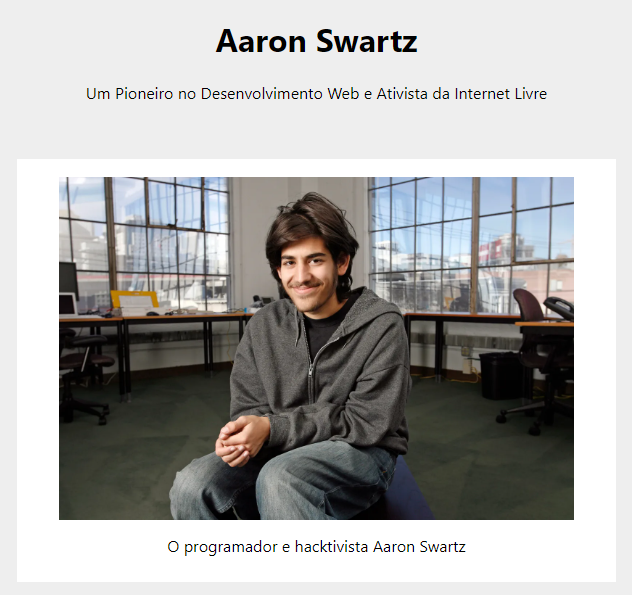 Aaron Swartz
Um Pioneiro no Desenvolvimento Web e Ativista da Internet Livre
O programador e hacktivista Aaron Swartz